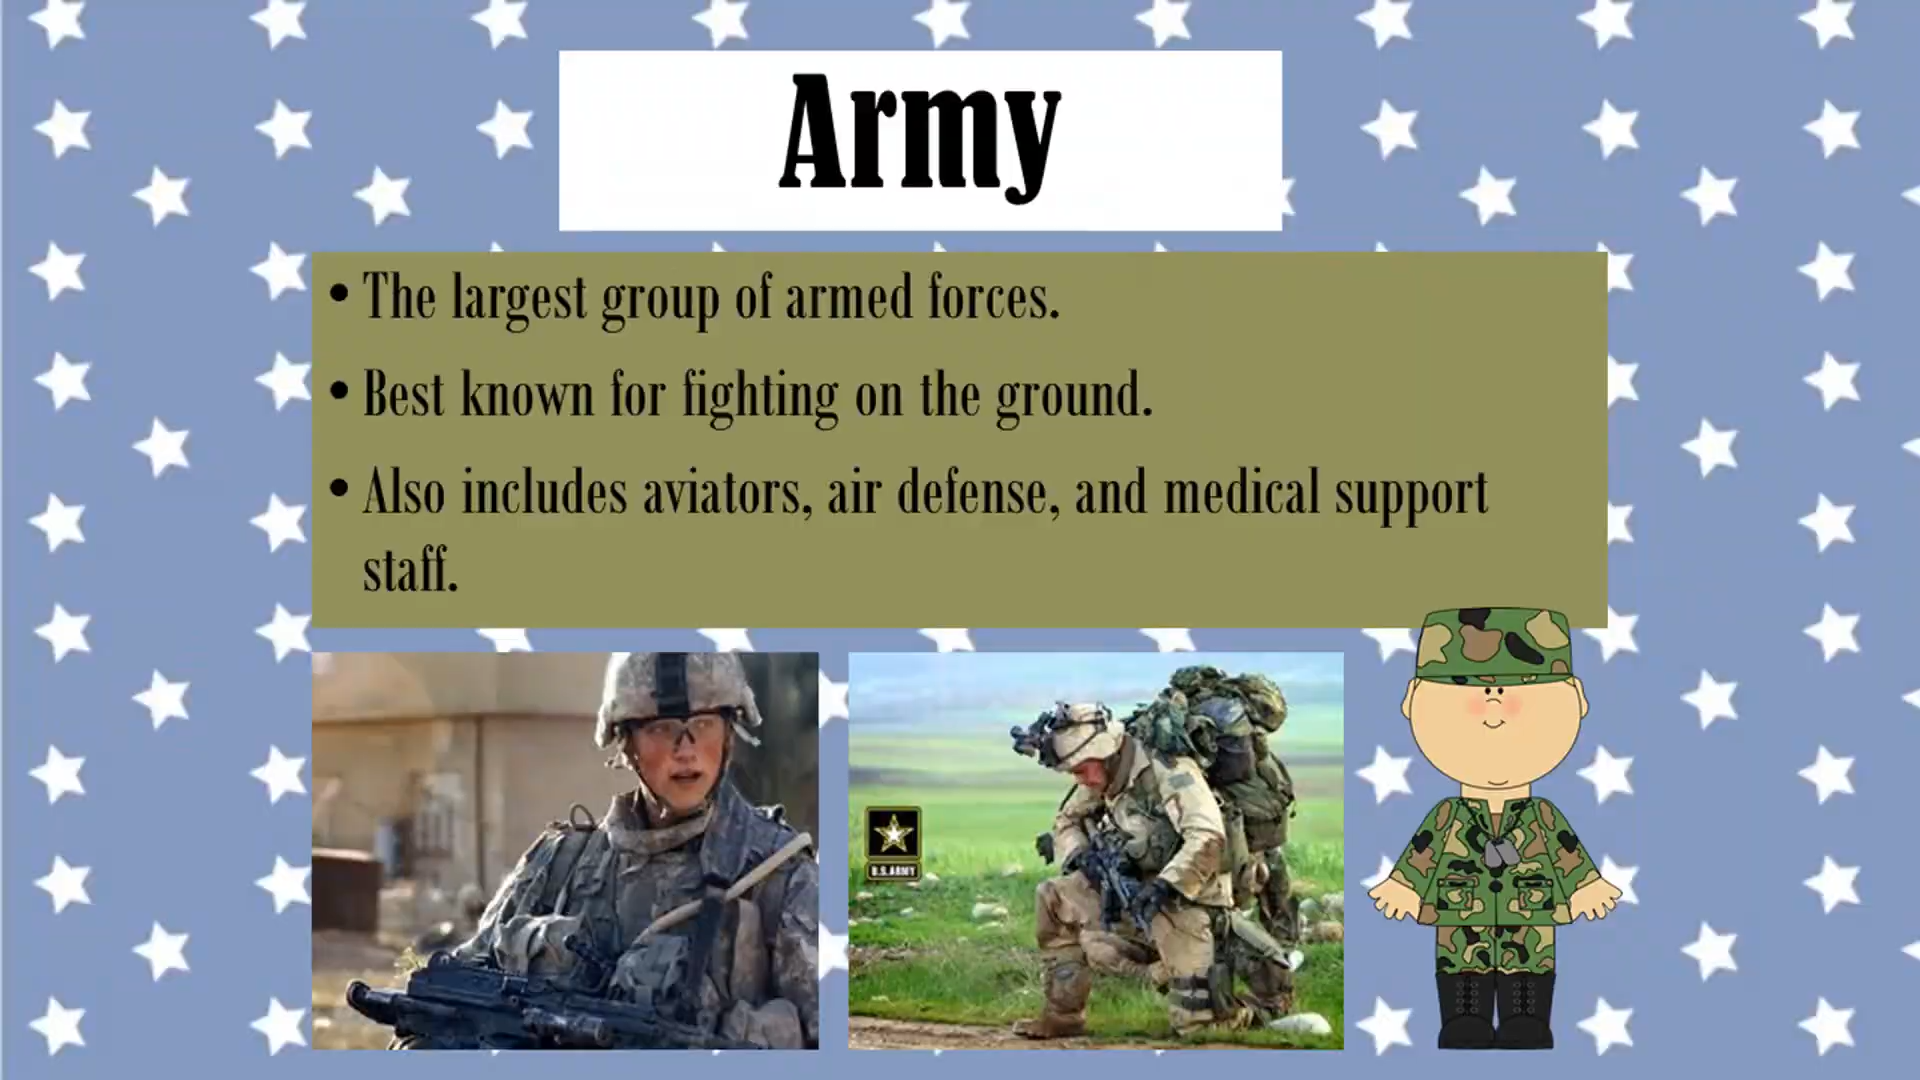 Army
• The largest group of armed forces.
• Best known for fighting on the ground.
• Also includes aviators, air defense, and medical support
staff.
U.S.ARMY